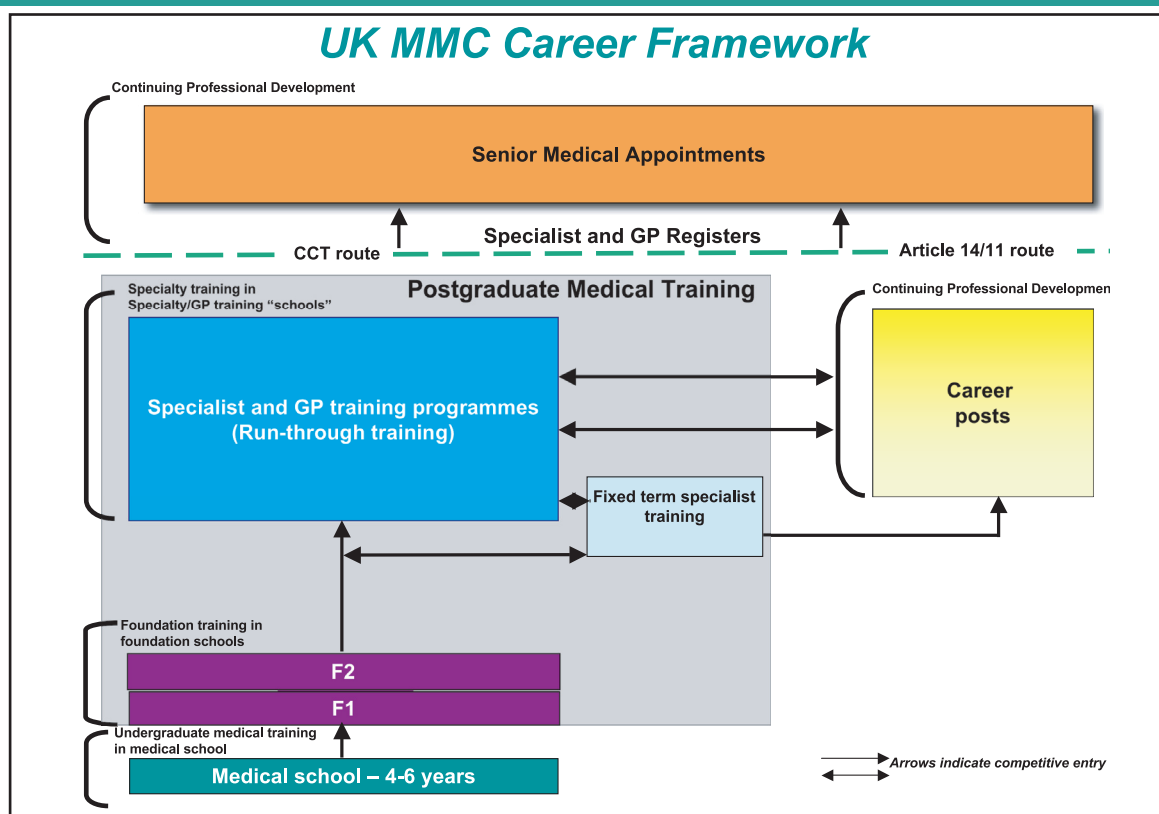 UK MMC Career Framework
Continuing Professional Development
Senior Medical Appointments
Specialist and GP Registers
CCT route
Article 14/11 route
Specialty training in
Specialty/GP training “schools”
Postgraduate Medical Training
Continuing Professional Developmen
Specialist and GP training programmes
(Run-through training)
Career
posts
Fixed term specialist
training
Foundation training in
foundation schools
F2
F1
Undergraduate medical training
in medical school
Medical school – 4-6 years
Arrows indicate competitive entry